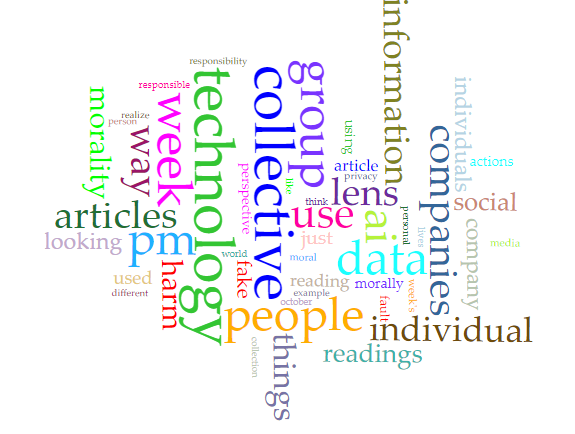 information
responsibility
responsible
technology
collective
group
individuals
morality
week
realize
person
way
using
companies
article
privacy
actions
perspective
like
lens
think
use
social
articles
ai
personal
looking
pm
just
lives
company
media
world
moral
data
harm
fake
used
reading
morally
week's
different
example
october
people
fault
individual
things
collection
readings